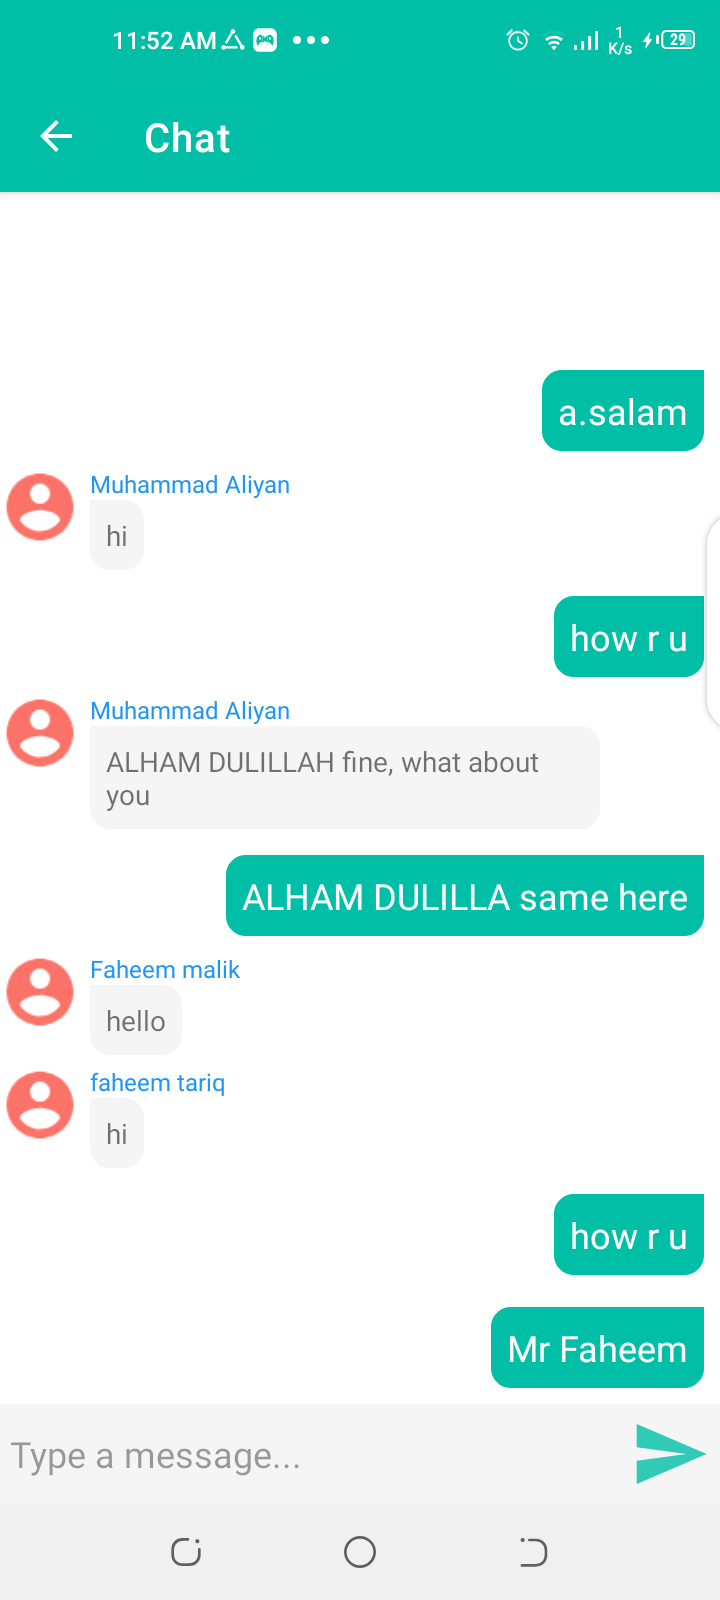 11:52 AM
1
K/s
29
Chat
a.salam
Muhammad Aliyan
hi
how r u
Muhammad Aliyan
ALHAM DULILLAH fine, what about
you
ALHAM DULILLA same here
Faheem malik
hello
faheem tariq
hi
how r u
Mr Faheem
Type a message...